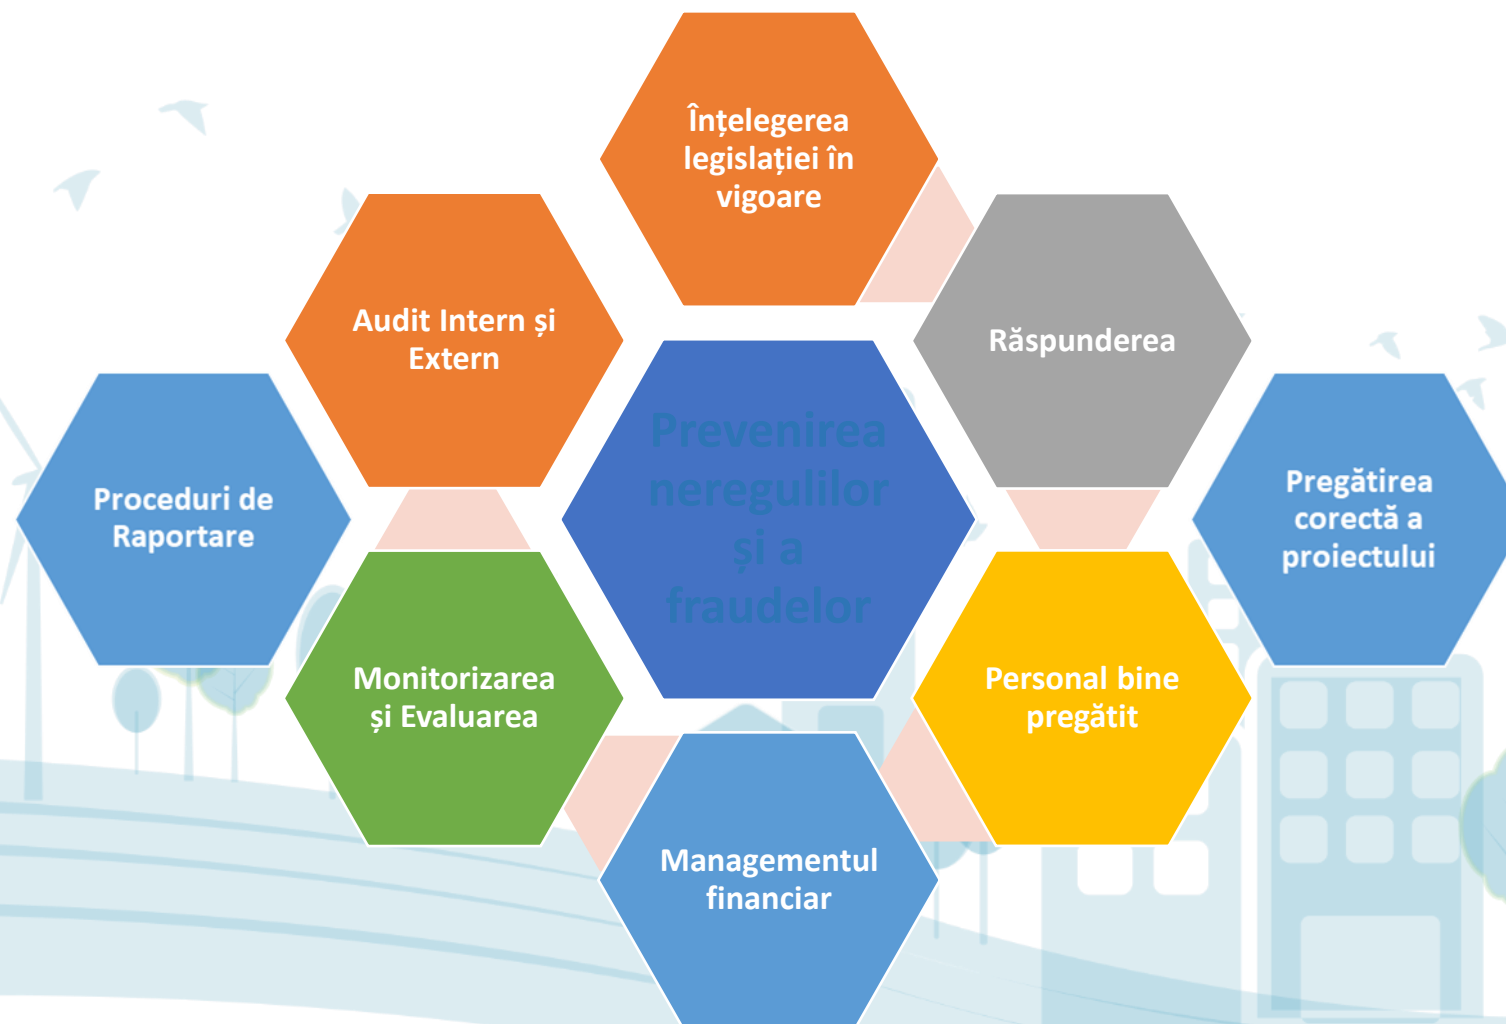 Înțelegerea
legislației în
vigoare
Audit Intern și
Extern
Răspunderea
Prevenirea
neregulilor
și a
fraudelor
Proceduri de
Raportare
Pregătirea
corectă a
proiectului
Monitorizarea
și Evaluarea
Personal bine
pregătit
Managementul
financiar